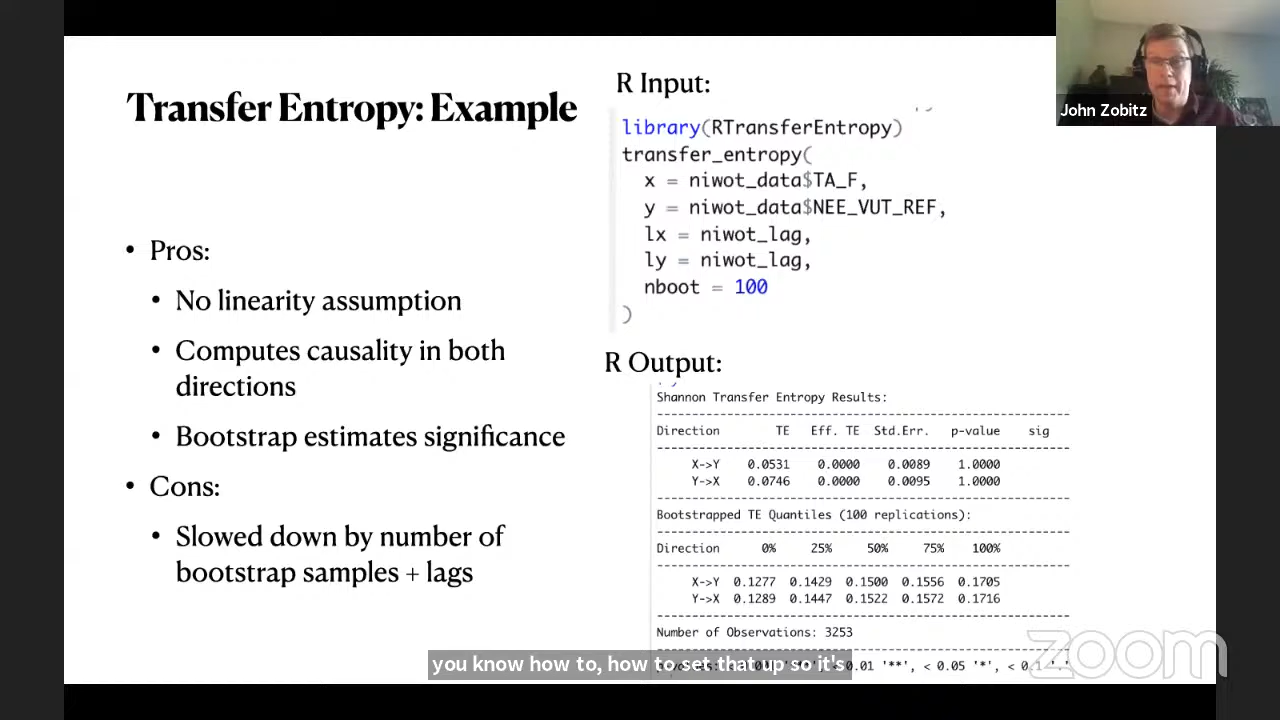 Transfer Entropy: Example
• Pros:
• No linearity assumption
• Computes causality in both
directions
• Bootstrap estimates significance
• Cons:
• Slowed down by number of
bootstrap samples + lags
R Input:
library(RTransferEntropy)
transfer_entropy(
x = niwot_data$TA_F,
y = niwot_data$NEE_VUT_REF,
lx = niwot_lag,
ly = niwot_lag,
nboot = 100
)
R Output:
Shannon Transfer Entropy Results:
Direction TE Eff. TE Std.Err. p-value sig
X->Y 0.0531 0.0000 0.0089 1.0000
Y->X 0.0746 0.0000 0.0095 1.0000
Bootstrapped TE Quantiles (100 replications):
Direction 0% 25% 50% 75% 100%
X->Y 0.1277 0.1429 0.1500 0.1556 0.1705
Y->X 0.1289 0.1447 0.1522 0.1572 0.1716
Number of Observations: 3253
0.01 '**', < 0.05 '*', <
you know how to, how to set that up so it's
John Zobitz
zoom